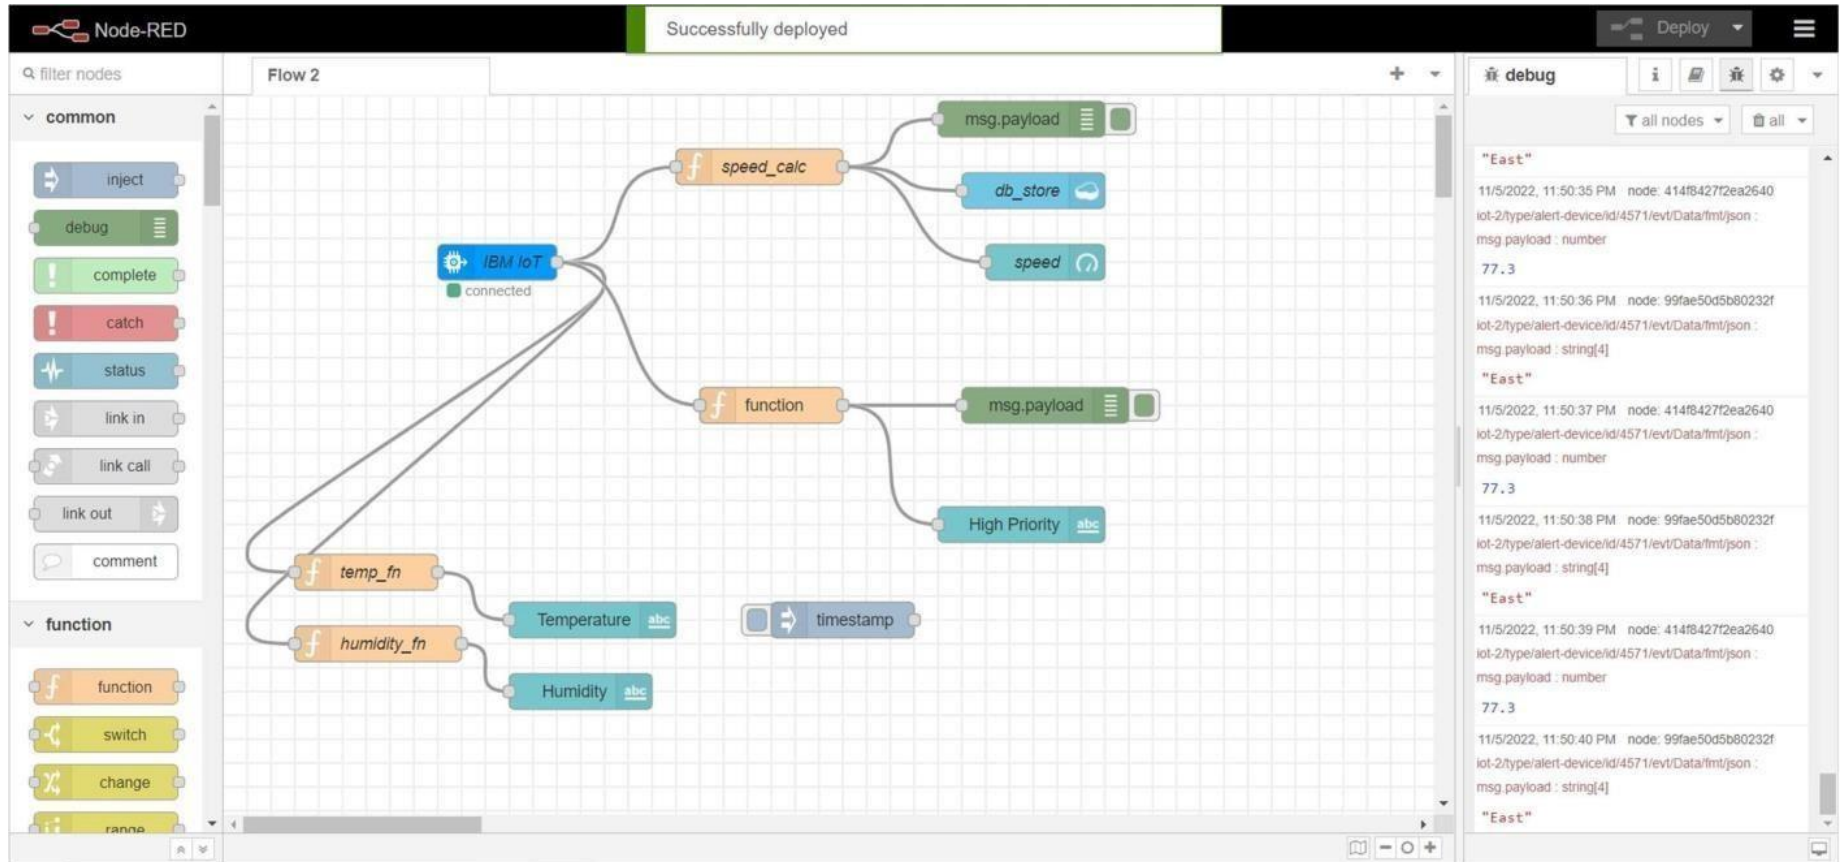 Node-RED
Successfully deployed
Deploy
filter nodes
common
inject
debug
complete
catch
status
link in
link call
link out
comment
function
function
switch
change
range
Flow 2
msg.payload
speed_calc
db_store
IBM IoT
connected
speed
function
msg.payload
High Priority
abc
temp_fn
Temperature
abc
timestamp
humidity_fn
Humidity
abc
debug
i
all nodes
all
"East"
11/5/2022, 11:50:35 PM node: 414f8427f2ea2640
iot-2/type/alert-device/id/4571/evt/Data/fmt/json :
msg.payload : number
77.3
11/5/2022, 11:50:36 PM node: 99fae50d5b80232f
iot-2/type/alert-device/id/4571/evt/Data/fmt/json :
msg.payload : string[4]
"East"
11/5/2022, 11:50:37 PM node: 414f8427f2ea2640
iot-2/type/alert-device/id/4571/evt/Data/fmt/json :
msg.payload : number
77.3
11/5/2022, 11:50:38 PM node: 99fae50d5b80232f
iot-2/type/alert-device/id/4571/evt/Data/fmt/json :
msg.payload : string[4]
"East"
11/5/2022, 11:50:39 PM node: 414f8427f2ea2640
iot-2/type/alert-device/id/4571/evt/Data/fmt/json :
msg.payload : number
77.3
11/5/2022, 11:50:40 PM node: 99fae50d5b80232f
iot-2/type/alert-device/id/4571/evt/Data/fmt/json :
msg.payload : string[4]
"East"